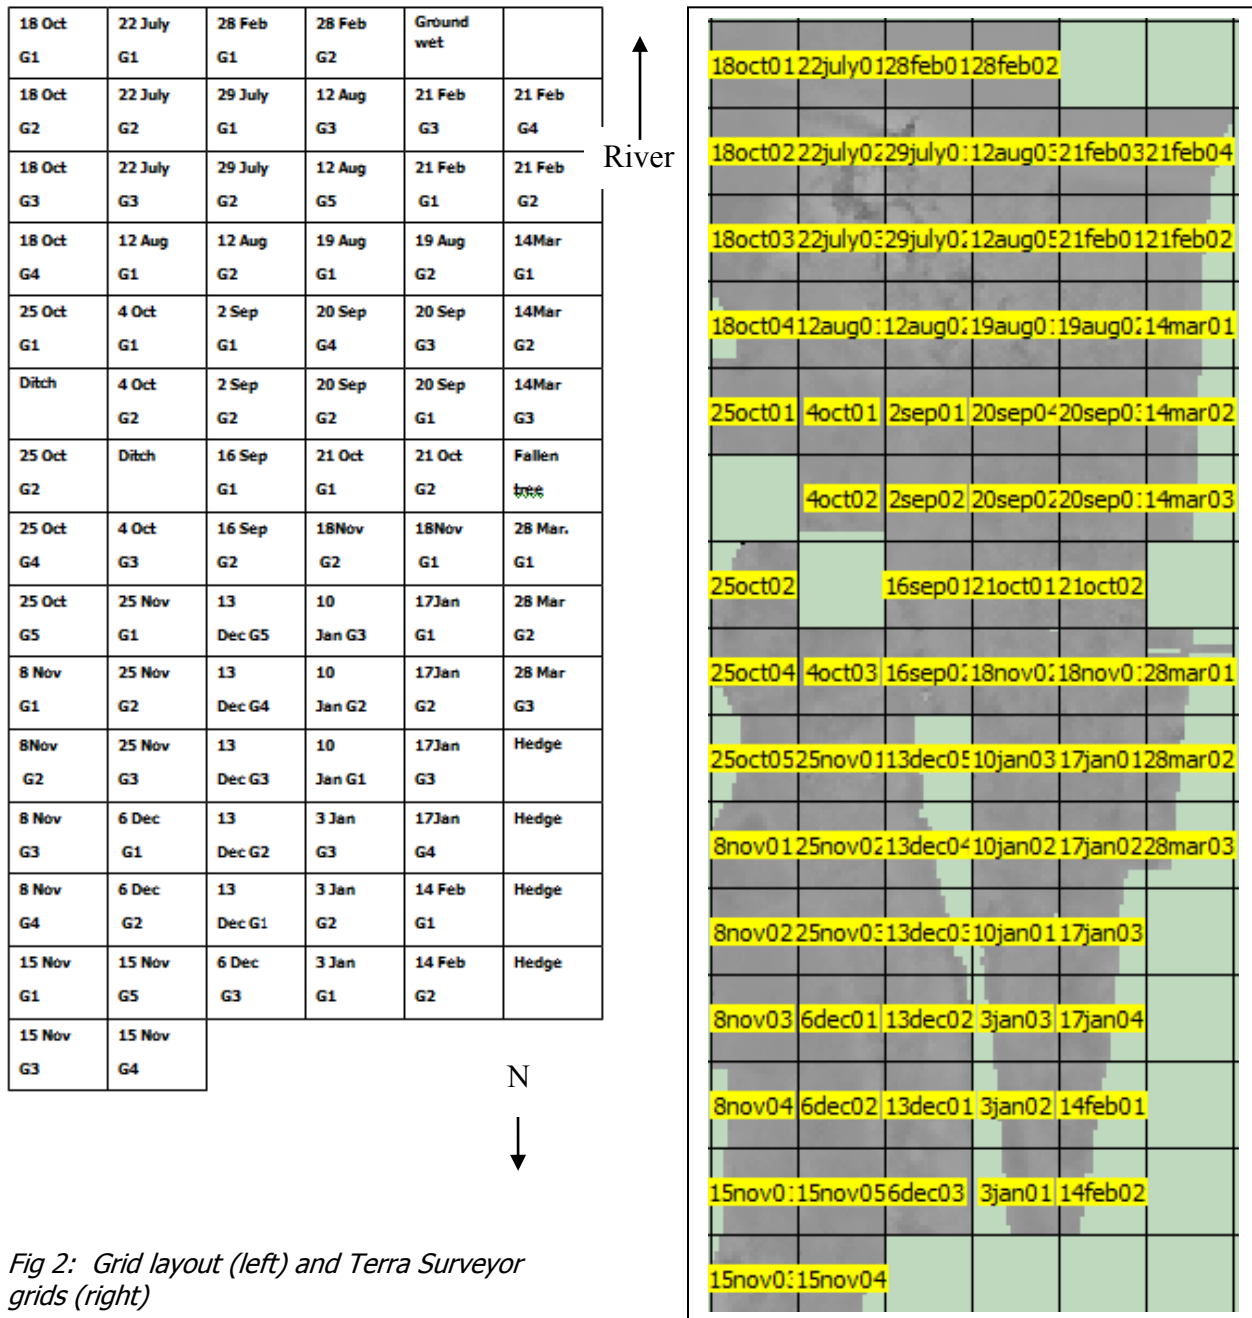 18 Oct 22 July 28 Feb 28 Feb Ground
wet
G1 G1 G1 G2
18 Oct 22 July 29 July 12 Aug 21 Feb 21 Feb
G2 G2 G1 G3 G3 G4
18 Oct 22 July 29 July 12 Aug 21 Feb 21 Feb
G3 G3 G2 G5 G1 G2
18 Oct 12 Aug 12 Aug 19 Aug 19 Aug 14Mar
G4 G1 G2 G1 G2 G1
25 Oct 4 Oct 2 Sep 20 Sep 20 Sep 14Mar
G1 G1 G1 G4 G3 G2
Ditch 4 Oct 2 Sep 20 Sep 20 Sep 14Mar
G2 G2 G2 G1 G3
25 Oct Ditch 16 Sep 21 Oct 21 Oct Fallen
G2 G1 G1 G2 tree
25 Oct 4 Oct 16 Sep 18Nov 18Nov 28 Mar.
G4 G3 G2 G2 G1 G1
25 Oct 25 Nov 13 10 17Jan 28 Mar
G5 G1 Dec G5 Jan G3 G1 G2
8 Nov 25 Nov 13 10 17Jan 28 Mar
G1 G2 Dec G4 Jan G2 G2 G3
8Nov 25 Nov 13 10 17Jan Hedge
G2 G3 Dec G3 Jan G1 G3
8 Nov 6 Dec 13 3 Jan 17Jan Hedge
G3 G1 Dec G2 G3 G4
8 Nov 6 Dec 13 3 Jan 14 Feb Hedge
G4 G2 Dec G1 G2 G1
15 Nov 15 Nov 6 Dec 3 Jan 14 Feb Hedge
G1 G5 G3 G1 G2
15 Nov 15 Nov
G3 G4
River
N
18oct01 22july01 28feb01 28feb02
18oct02 22july02 29july01 12aug03 21feb03 21feb04
18oct03 22july03 29july02 12aug05 21feb01 21feb02
18oct04 12aug01 12aug02 19aug01 19aug02 14mar01
25oct01 4oct01 2sep01 20sep04 20sep03 14mar02
4oct02 2sep02 20sep02 20sep01 14mar03
25oct02 16sep01 21oct01 21oct02
25oct04 4oct03 16sep02 18nov02 18nov01 28mar01
25oct05 25nov01 13dec05 10jan03 17jan01 28mar02
8nov01 25nov02 13dec04 10jan02 17jan02 28mar03
8nov02 25nov03 13dec03 10jan01 17jan03
8nov03 6dec01 13dec02 3jan03 17jan04
8nov04 6dec02 13dec01 3jan02 14feb01
15nov01 15nov05 6dec03 3jan01 14feb02
15nov03 15nov04
Fig 2: Grid layout (left) and Terra Surveyor
grids (right)